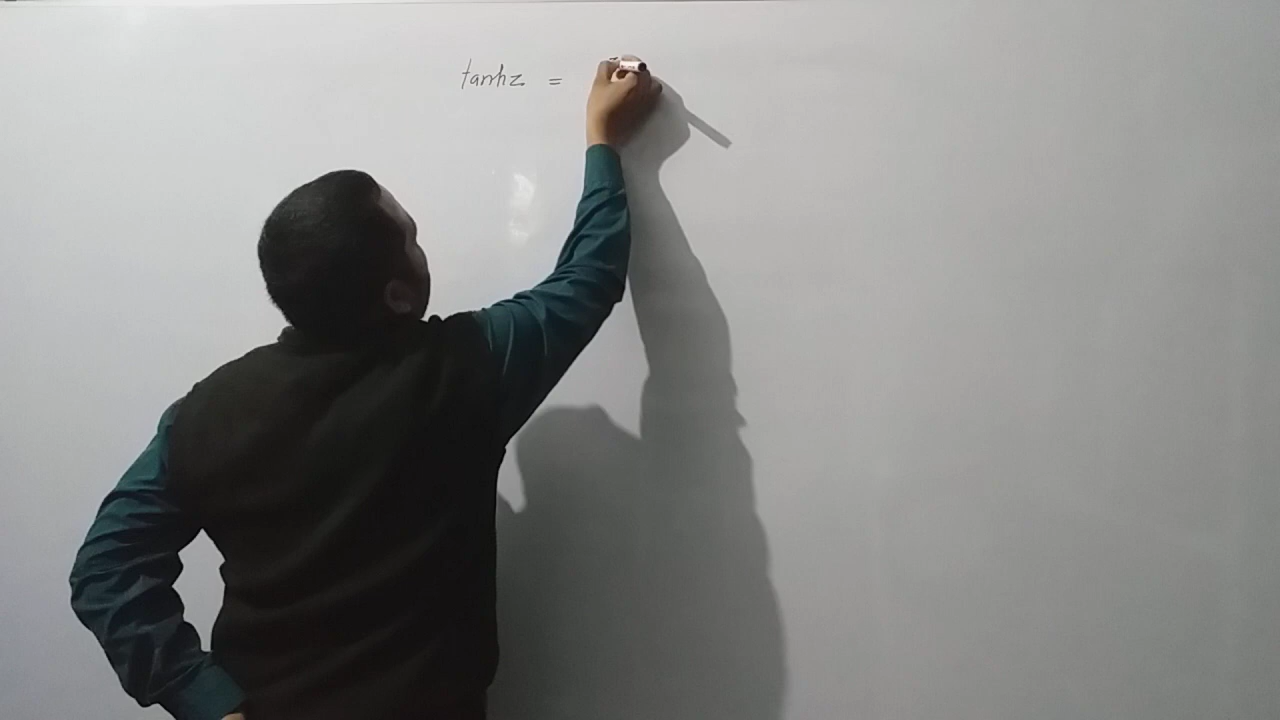 tanhz =